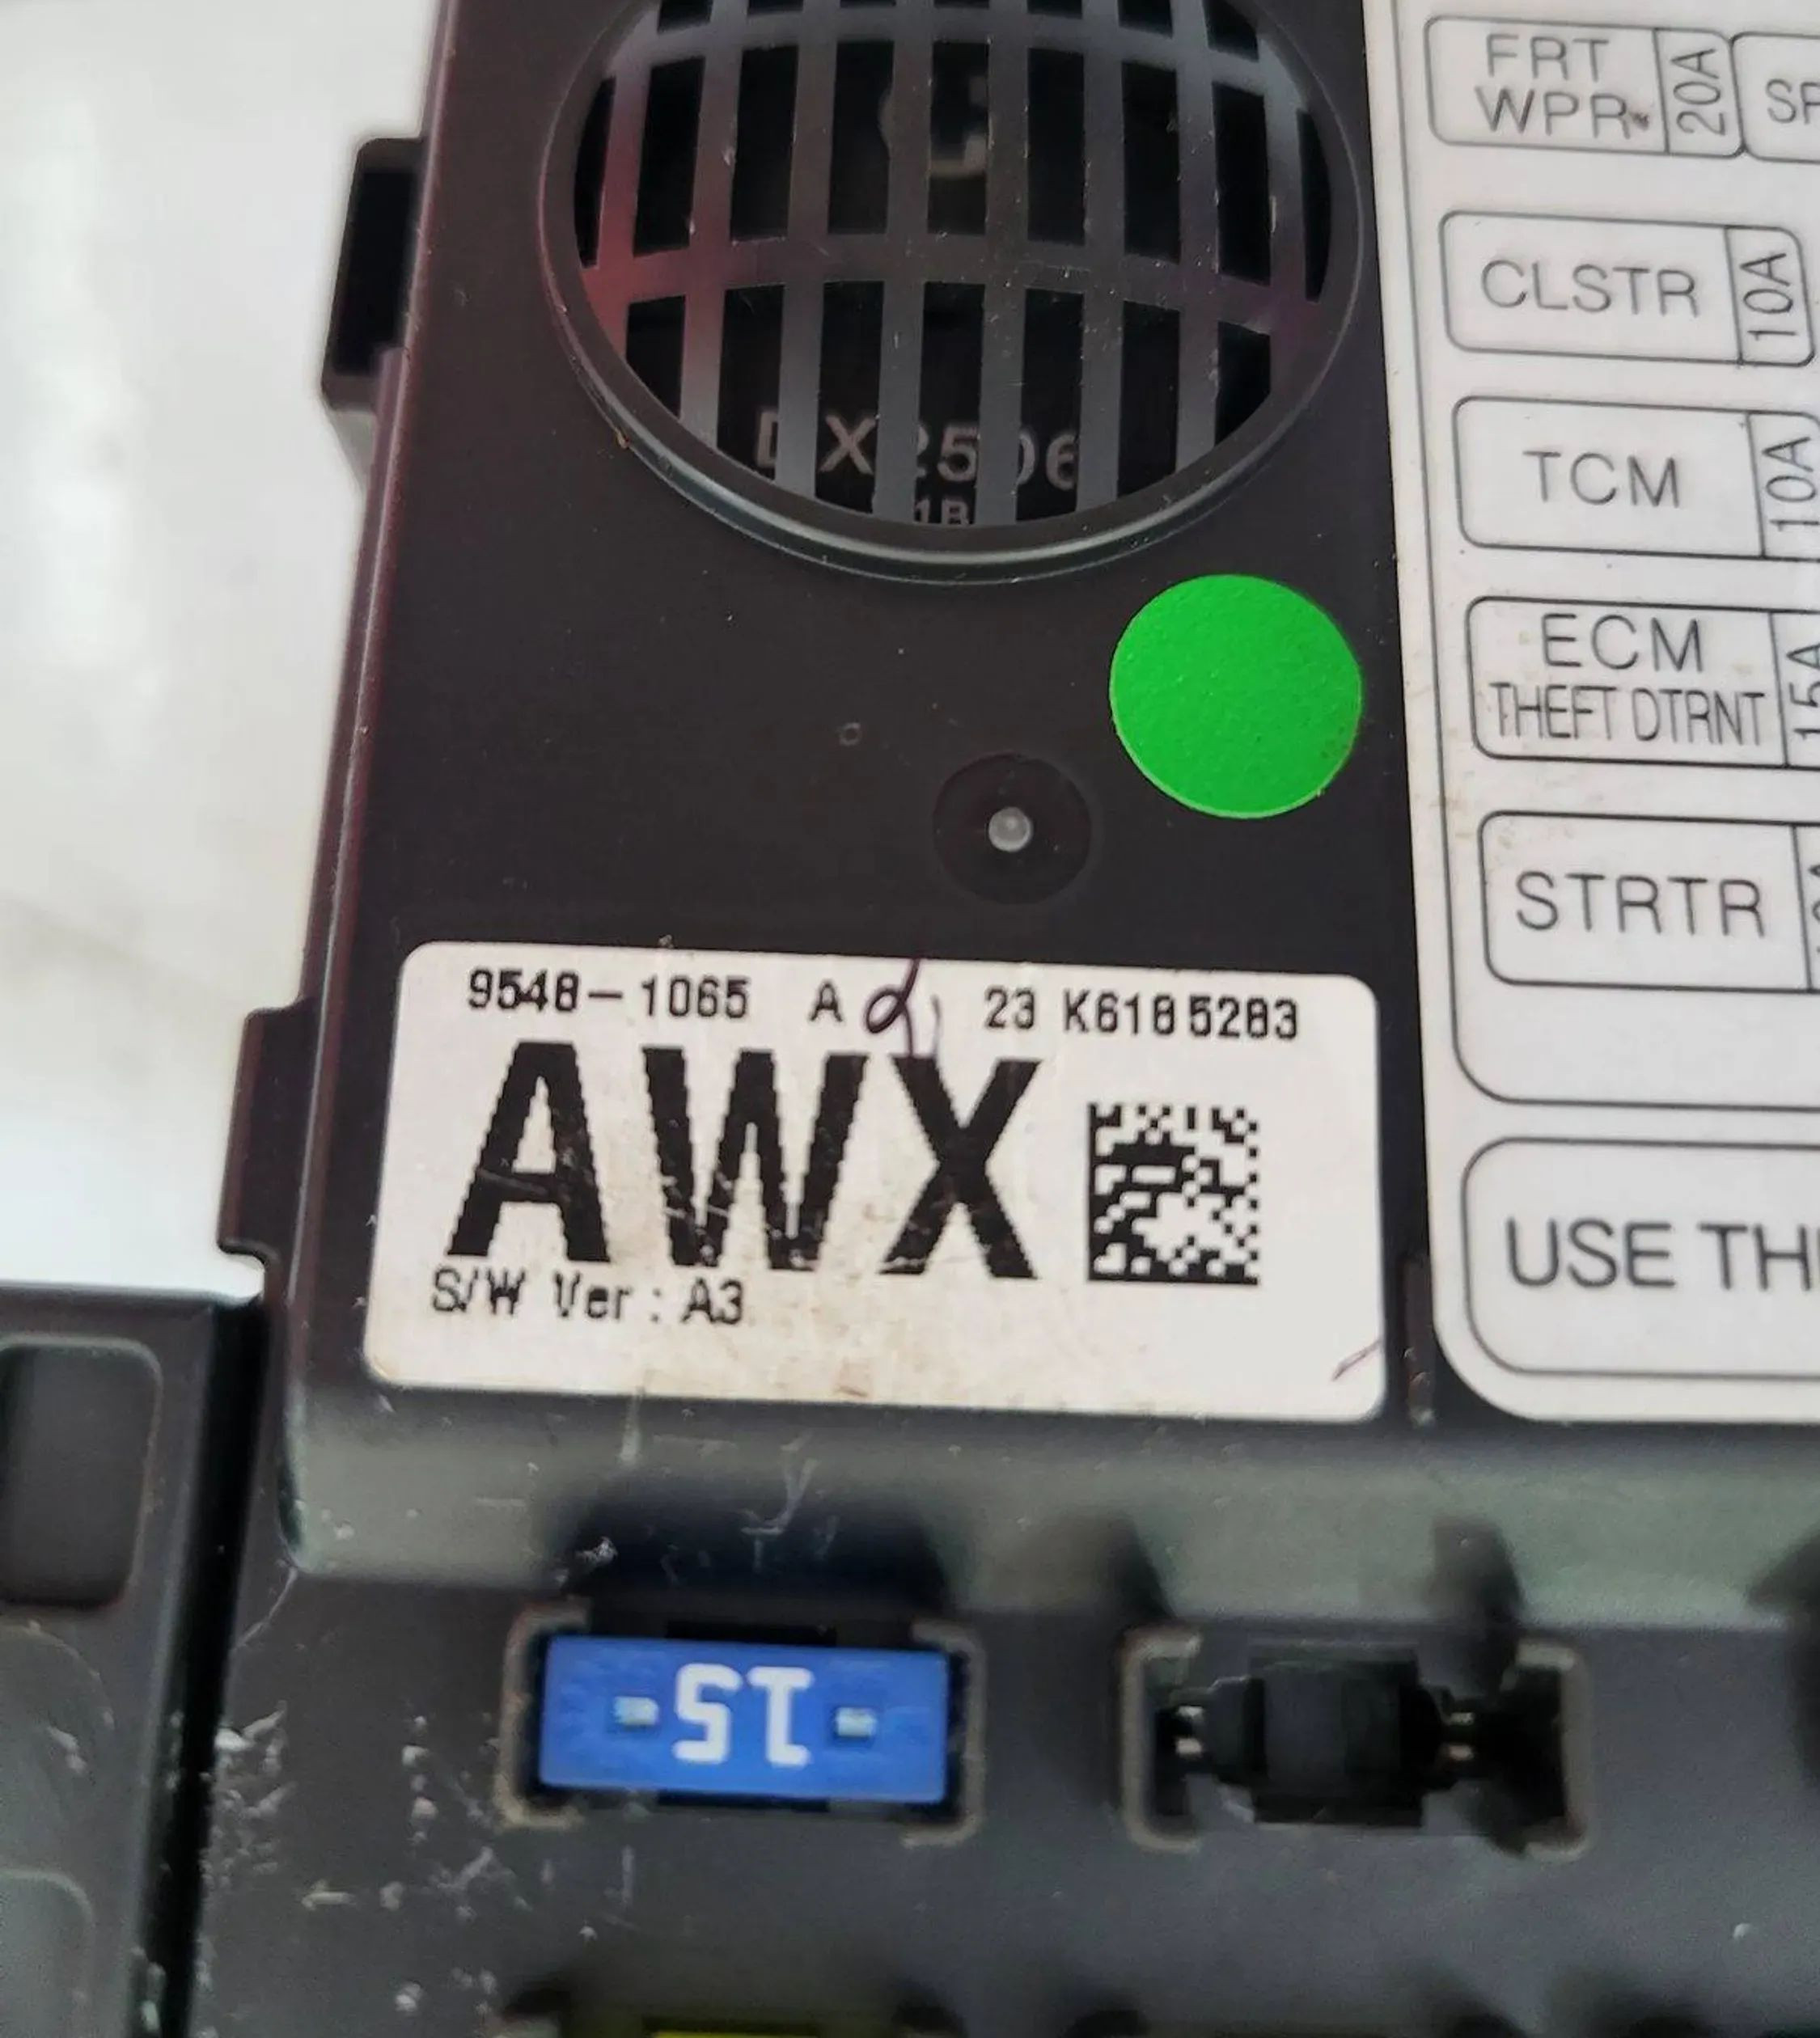 FRT
WPR
20A
CLSTR
10A
TCM
10A
ECM
THEFT DTRNT
15A
STRTR
9548-1065 A 23 K6185283
AWX
S/W Ver : A3
USE
15